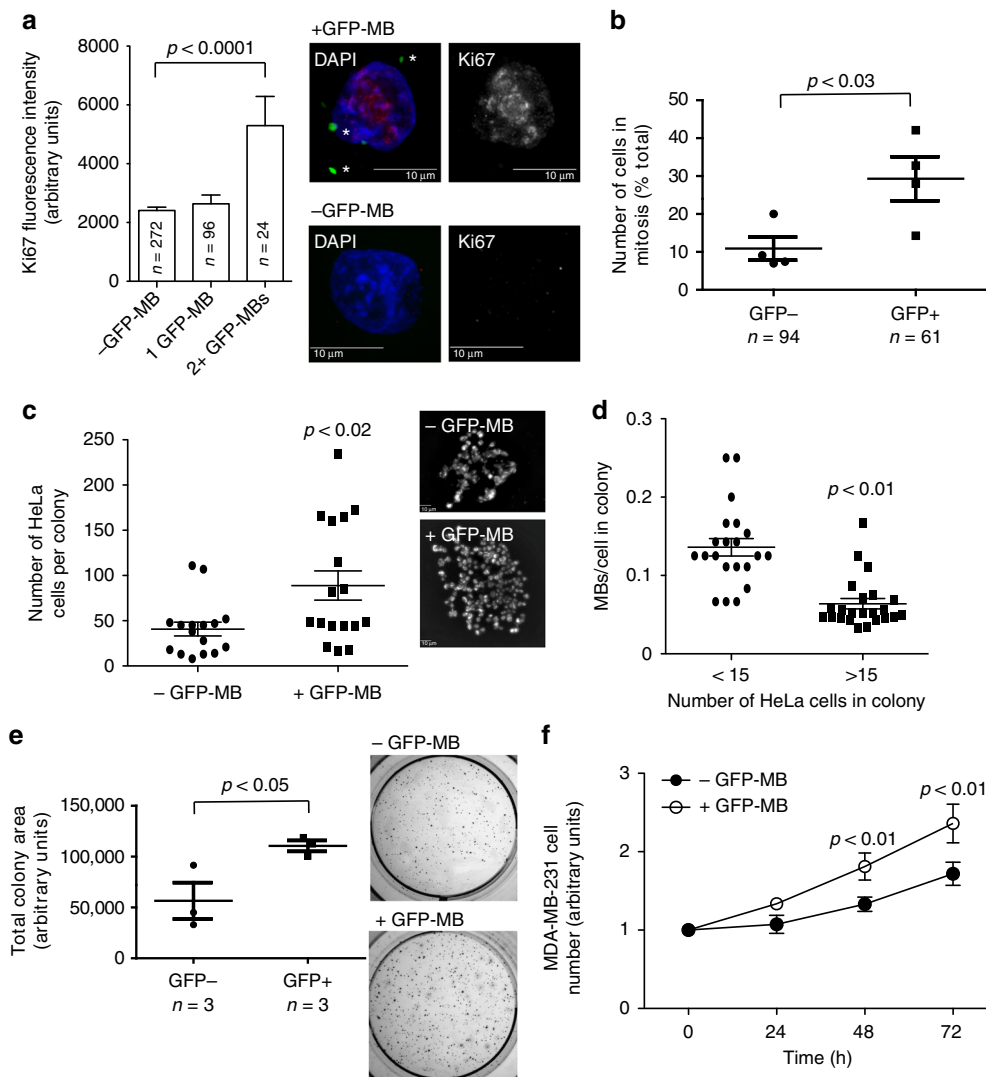 a
8000
6000
4000
2000
0
Ki67 fluorescence intensity
(arbitrary units)
p < 0.0001
n = 272
n = 96
n = 24
–GFP-MB
1 GFP-MB
2+ GFP-MBs
+GFP-MB
DAPI
*
*
*
10 μm
Ki67
10 μm
–GFP-MB
DAPI
10 μm
Ki67
10 μm
b
p < 0.03
50
40
30
20
10
0
Number of cells in
mitosis (% total)
GFP–
n = 94
GFP+
n = 61
c
p < 0.02
250
200
150
100
50
0
Number of HeLa
cells per colony
– GFP-MB
+ GFP-MB
– GFP-MB
10 μm
+ GFP-MB
10 μm
d
0.3
0.2
0.1
0
MBs/cell in colony
p < 0.01
< 15
>15
Number of HeLa cells in colony
e
p < 0.05
150,000
100,000
50,000
0
Total colony area
(arbitrary units)
GFP–
n = 3
GFP+
n = 3
– GFP-MB
+ GFP-MB
f
3
2
1
0
MDA-MB-231 cell
number (arbitrary units)
– GFP-MB
+ GFP-MB
p < 0.01
p < 0.01
0
24
48
72
Time (h)